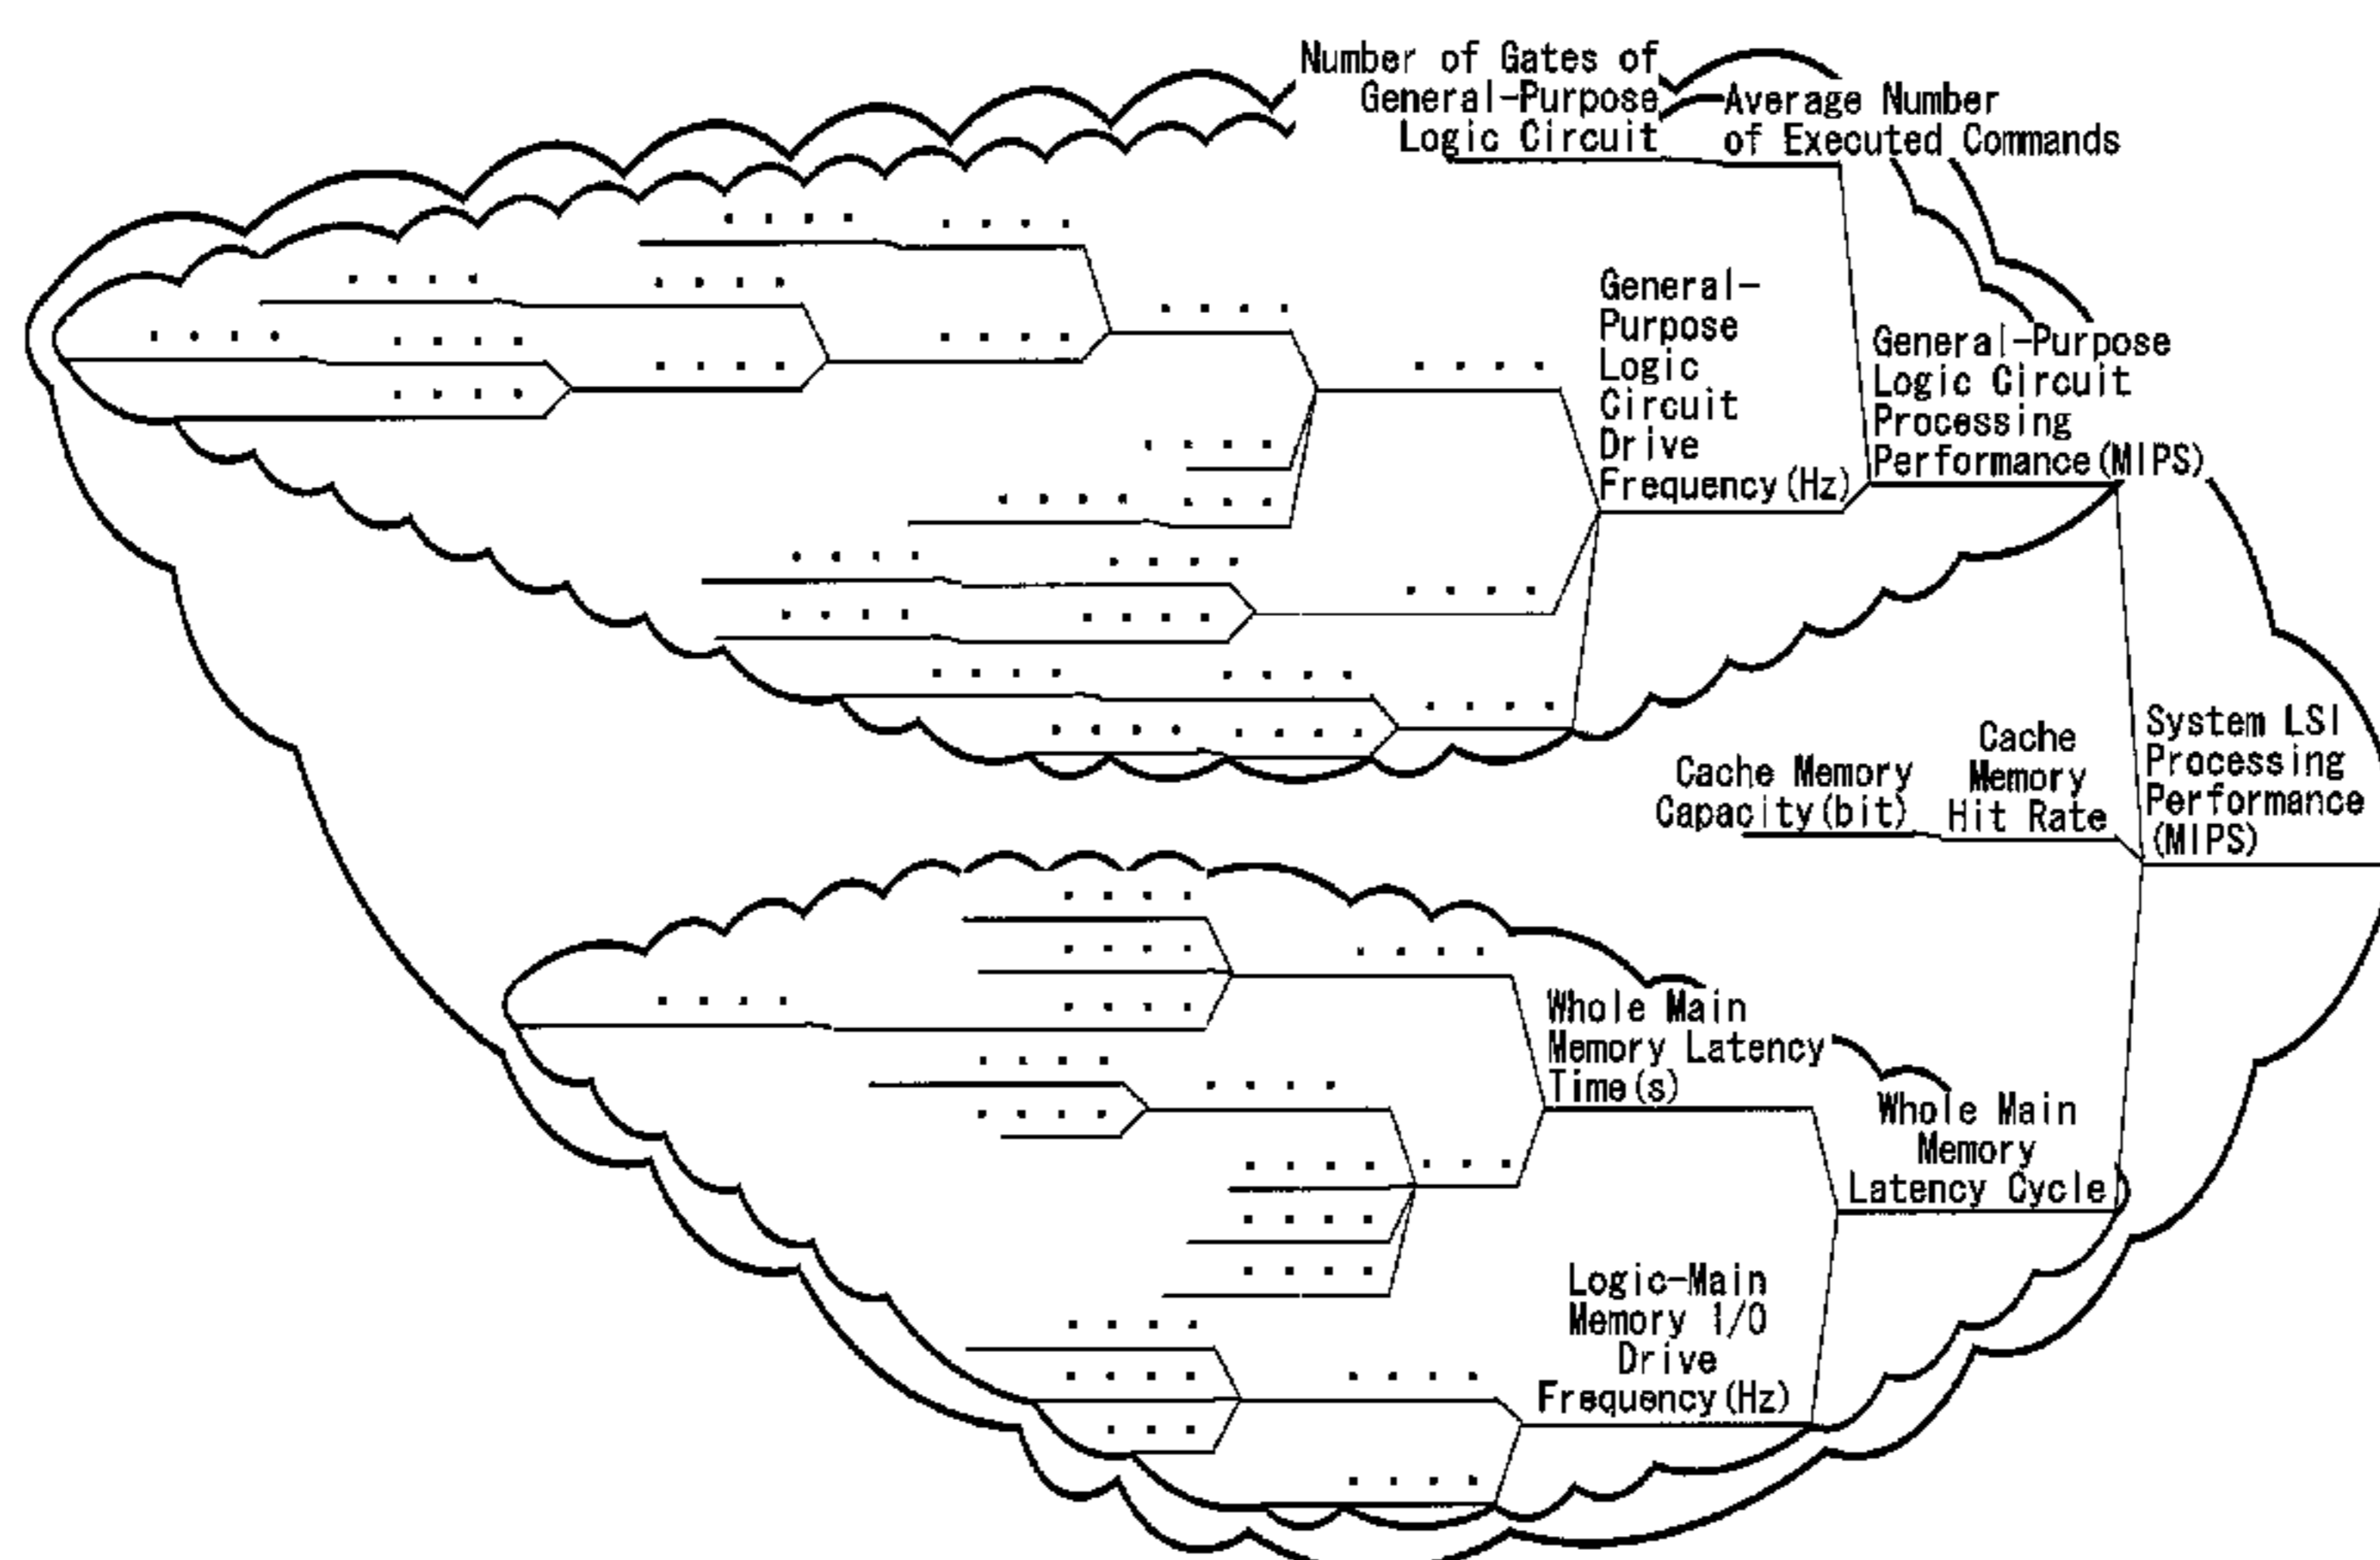 Number of Gates of
General-Purpose
Logic Circuit
Average Number
of Executed Commands
General-
Purpose
Logic
Circuit
Drive
Frequency(Hz)
General-Purpose
Logic Circuit
Processing
Performance(MIPS)
Cache Memory
Capacity(bit)
Cache
Memory
Hit Rate
System LSI
Processing
Performance
(MIPS)
Whole Main
Memory Latency
Time(s)
Whole Main
Memory
Latency Cycle
Logic-Main
Memory I/O
Drive
Frequency(Hz)